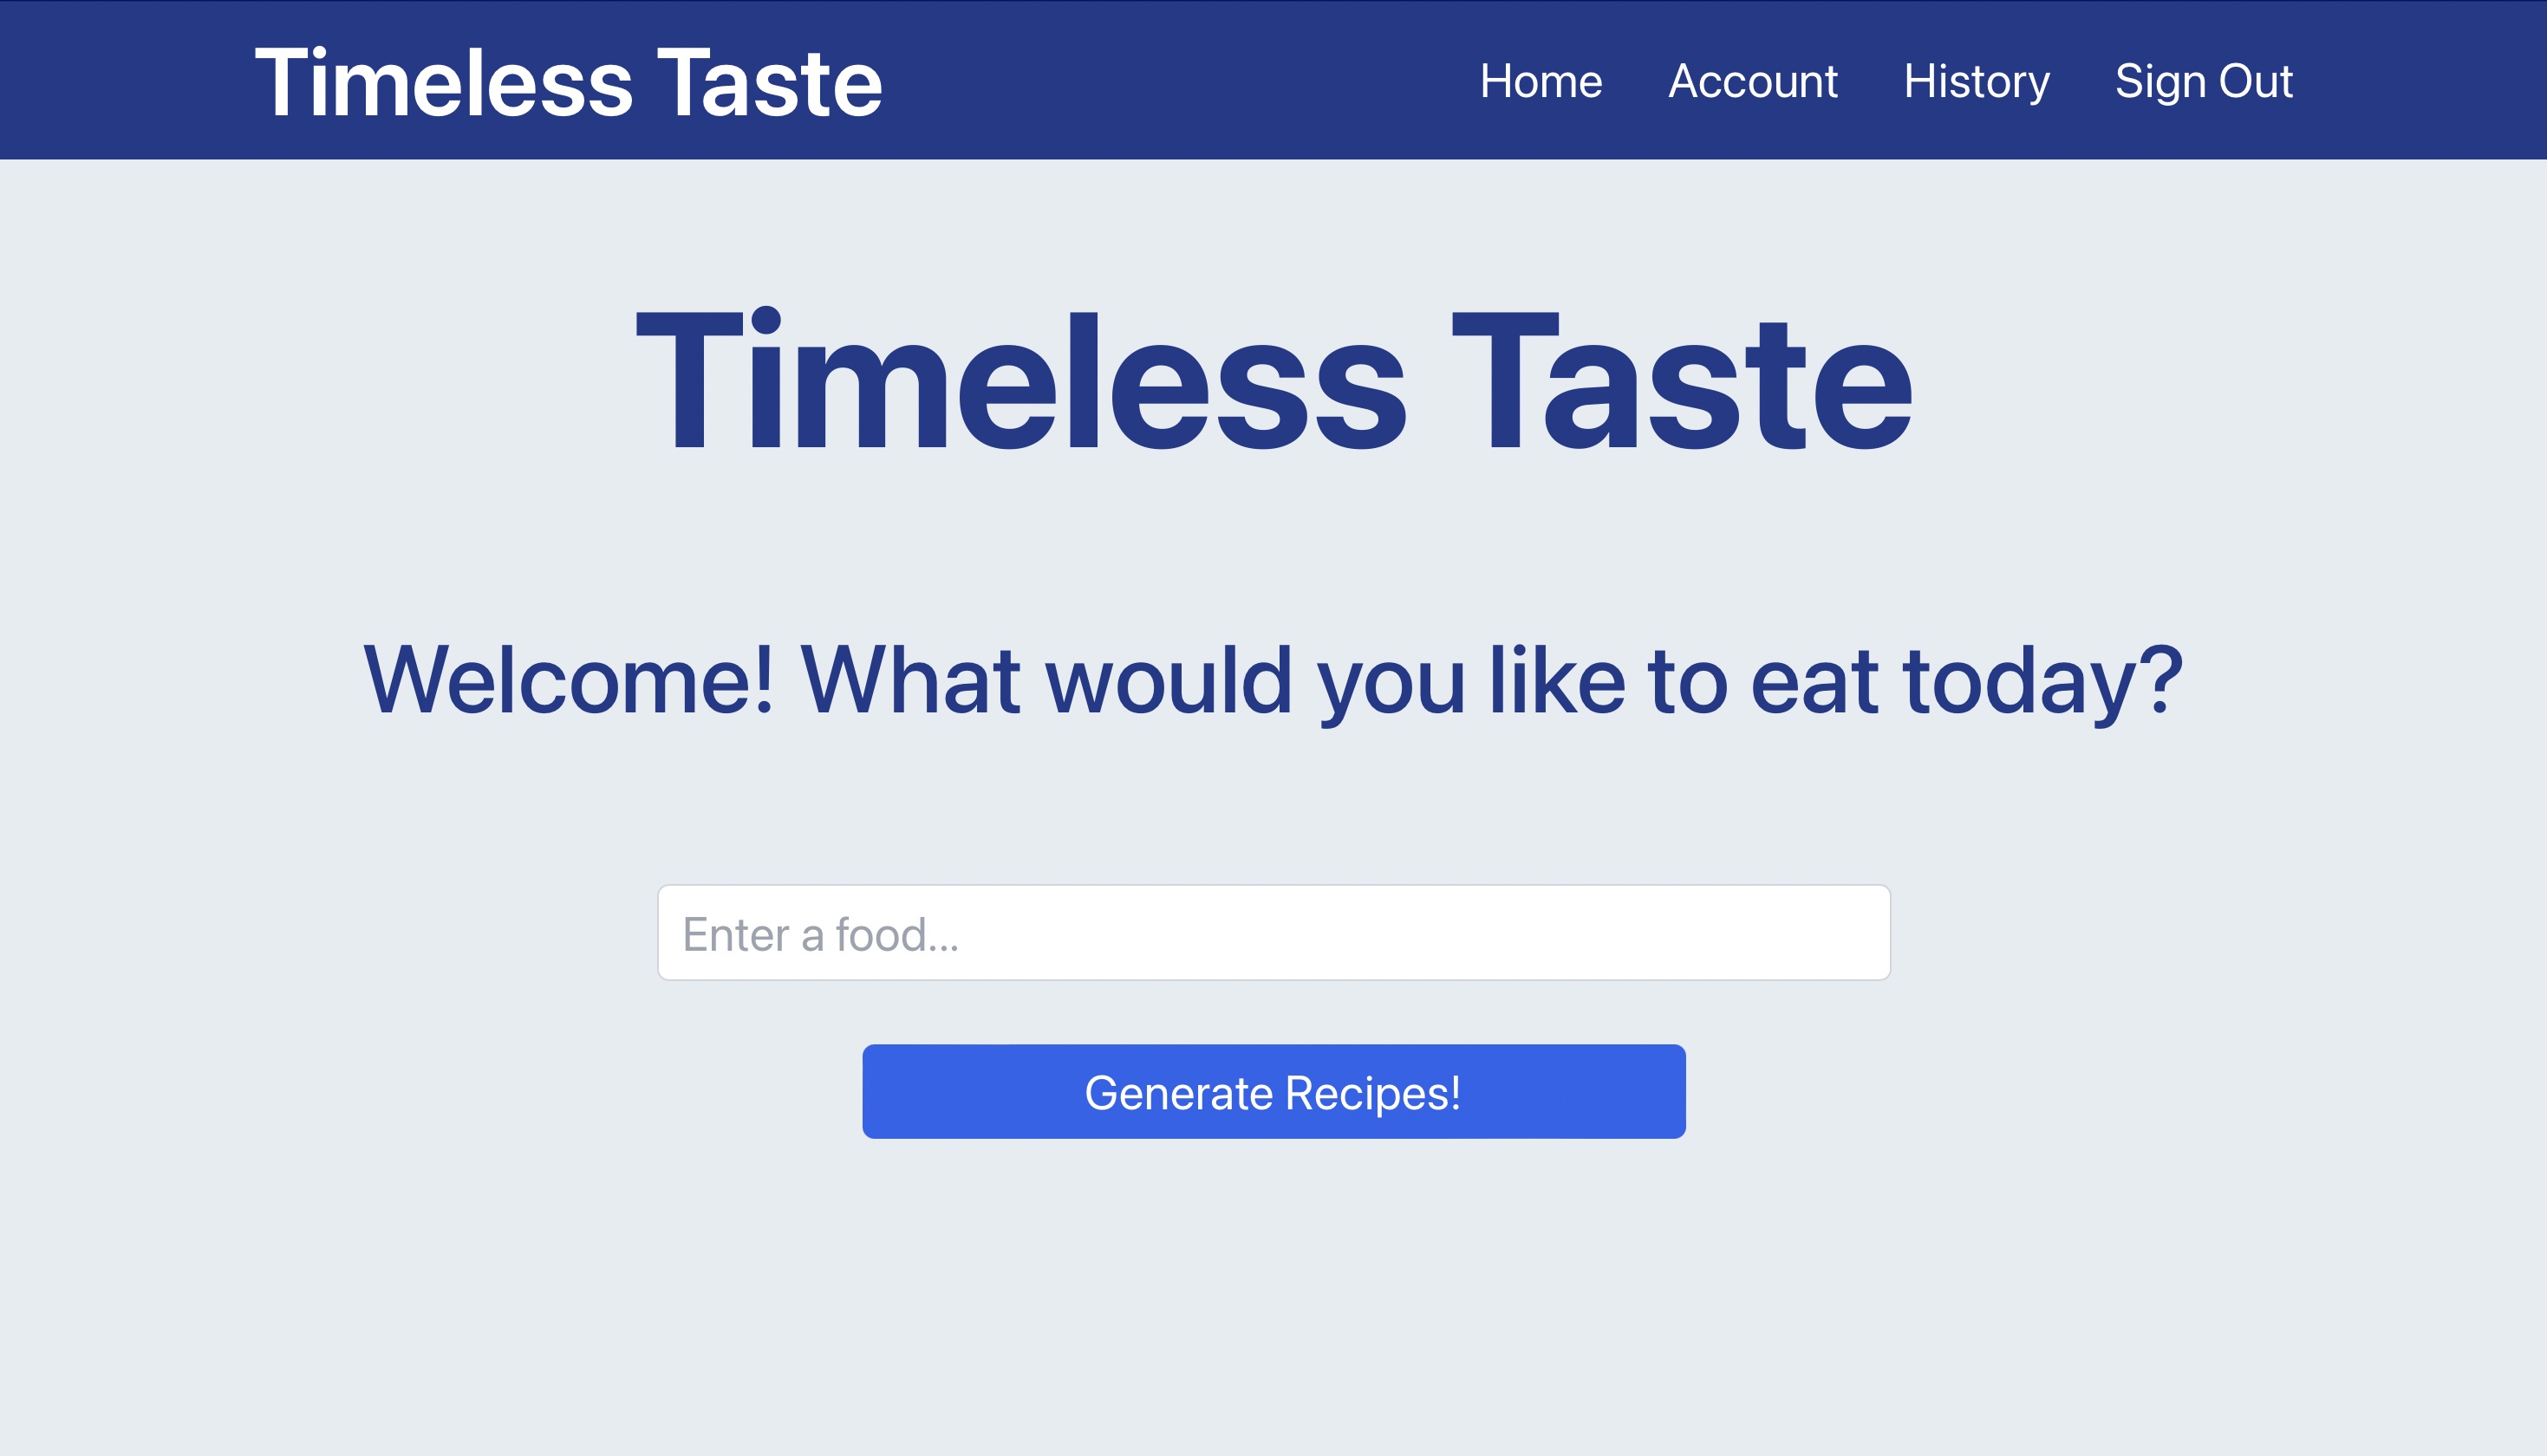 Timeless Taste
Home Account History Sign Out
Timeless Taste
Welcome! What would you like to eat today?
Enter a food...
Generate Recipes!